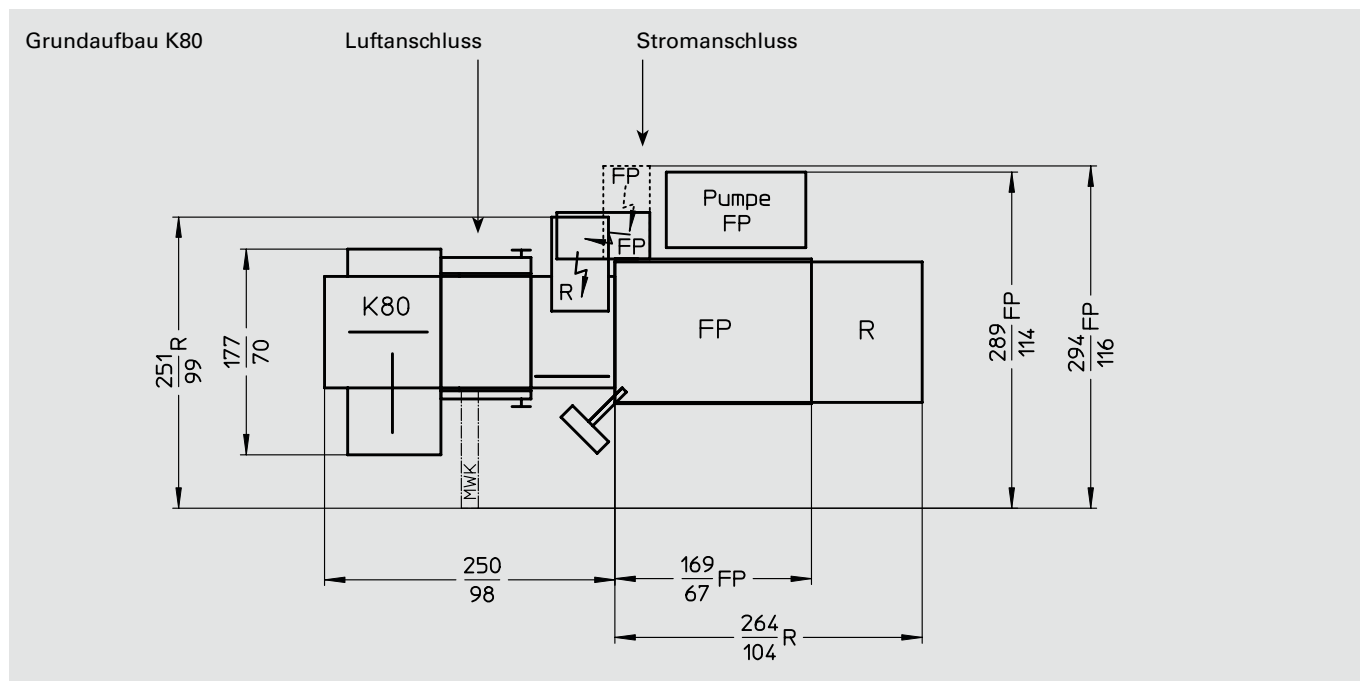 Grundaufbau K80
Luftanschluss
Stromanschluss
FP
Pumpe
FP
FP
R
K80
FP
R
251
99
R
177
70
289
114
FP
294
116
FP
MWK
250
98
169
67
FP
264
104
R